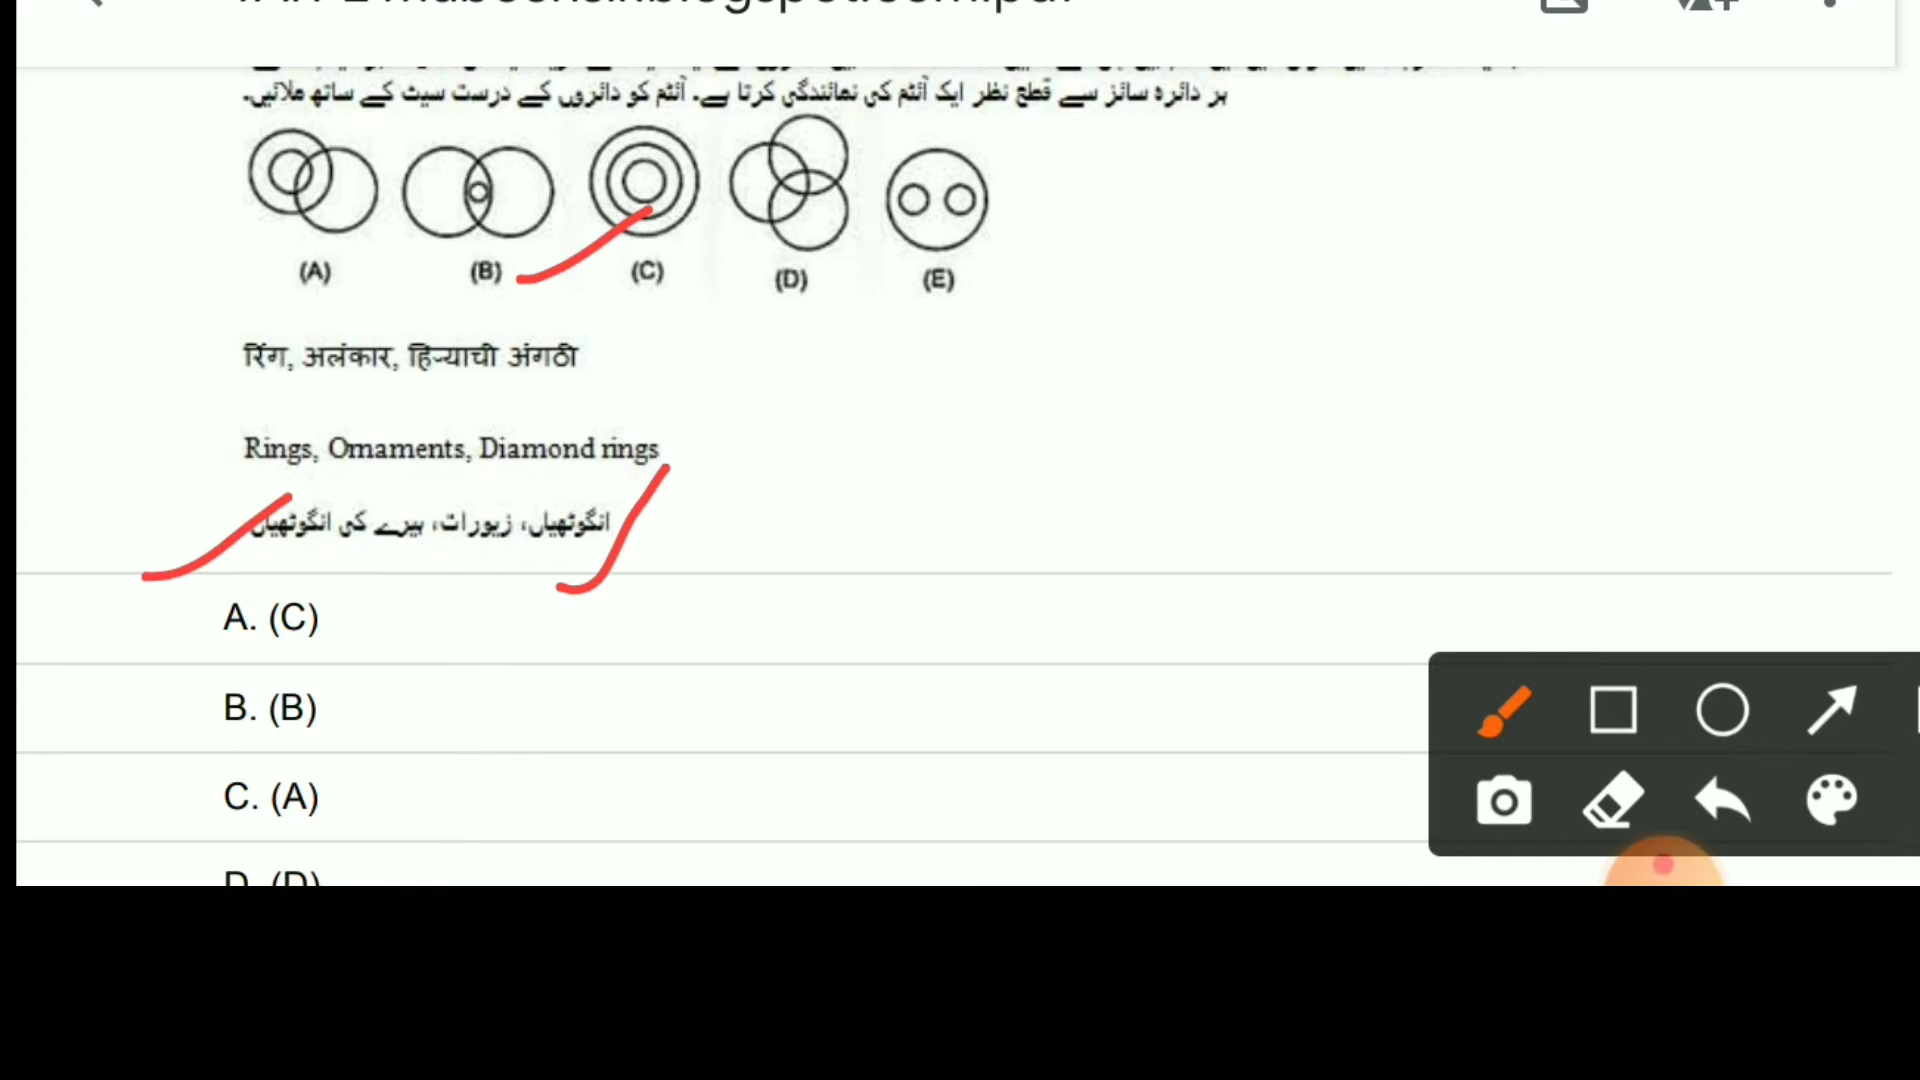 ہر دائرہ سائز سے قطع نظر ایک آئٹم کی نمائندگی کرتا ہے۔ آئٹم کو دائروں کے درست سیٹ کے ساتھ ملائیں۔
(A) (B) (C) (D) (E)
रिंग, अलंकार, हिऱ्याची अंगठी
Rings, Ornaments, Diamond rings
انگوٹھیاں، زیورات، ہیرے کی انگوٹھیاں
A. (C)
B. (B)
C. (A)
D. (D)